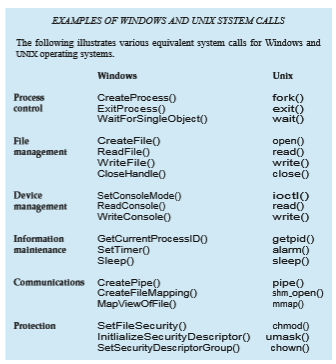 EXAMPLES OF WINDOWS AND UNIX SYSTEM CALLS
The following illustrates various equivalent system calls for Windows and
UNIX operating systems.
Windows Unix
Process CreateProcess() fork()
control ExitProcess() exit()
WaitForSingleObject() wait()
File CreateFile() open()
management ReadFile() read()
WriteFile() write()
CloseHandle() close()
Device SetConsoleMode() ioctl()
management ReadConsole() read()
WriteConsole() write()
Information GetCurrentProcessID() getpid()
maintenance SetTimer() alarm()
Sleep() sleep()
Communications CreatePipe() pipe()
CreateFileMapping() shm_open()
MapViewOfFile() mmap()
Protection SetFileSecurity() chmod()
InitlializeSecurityDescriptor() umask()
SetSecurityDescriptorGroup() chown()